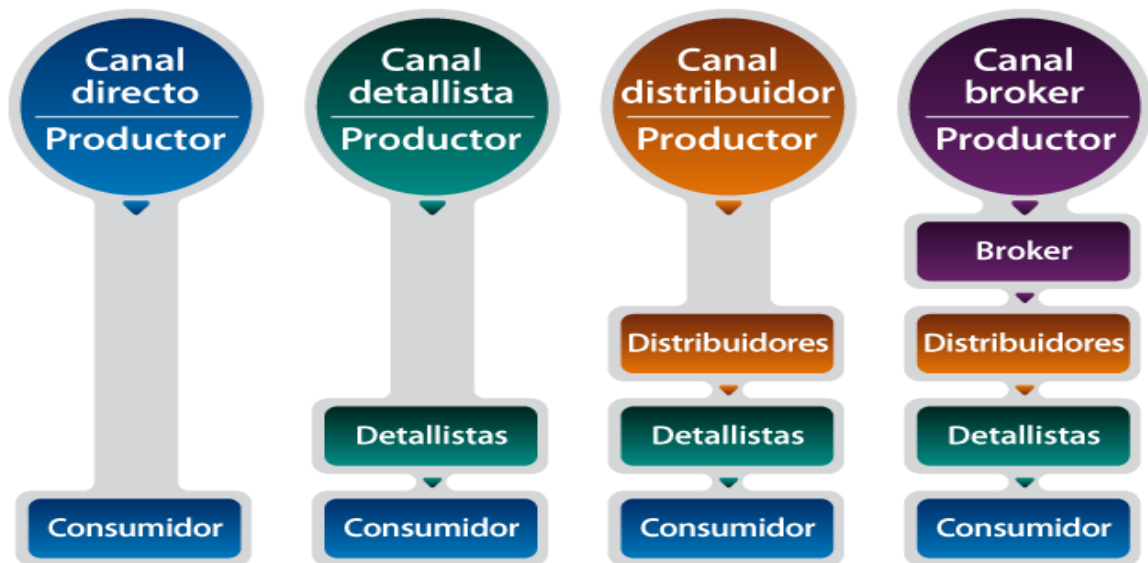 Canal
directo
Productor
Consumidor
Canal
detallista
Productor
Detallistas
Consumidor
Canal
distribuidor
Productor
Distribuidores
Detallistas
Consumidor
Canal
broker
Productor
Broker
Distribuidores
Detallistas
Consumidor